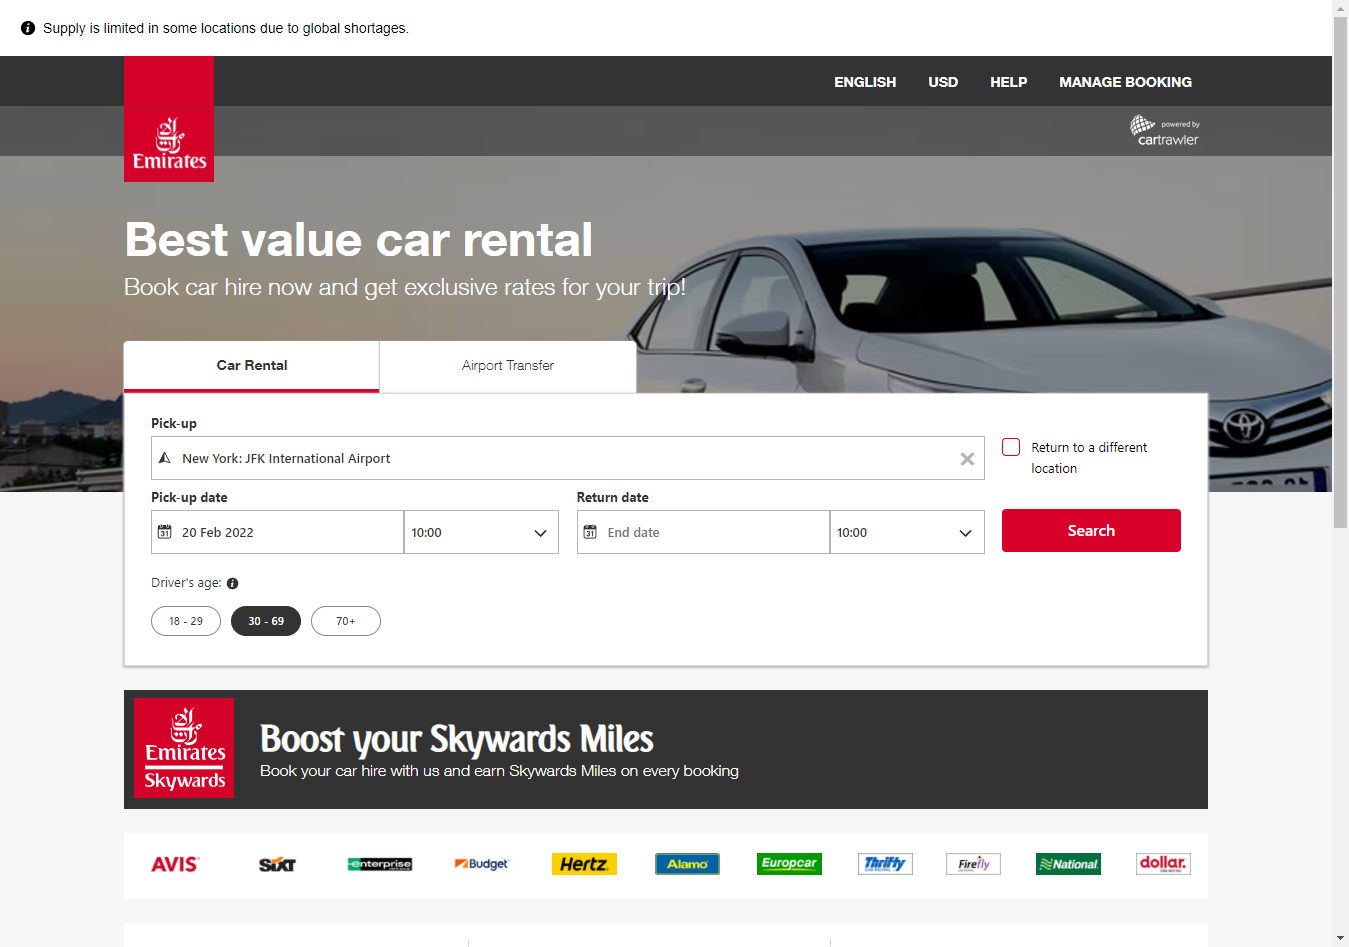 Supply is limited in some locations due to global shortages.
ENGLISH USD HELP MANAGE BOOKING
Emirates
powered by
cartrawler
Best value car rental
Book car hire now and get exclusive rates for your trip!
Car Rental Airport Transfer
Pick-up
New York: JFK International Airport
Return to a different
location
Pick-up date Return date
31 20 Feb 2022 10:00 31 End date 10:00 Search
Driver's age:
18 - 29 30 - 69 70+
Emirates
Skywards
Boost your Skywards Miles
Book your car hire with us and earn Skywards Miles on every booking
AVIS SIXT enterprise Budget Hertz Alamo Europcar Thrifty CAR RENTAL Firefly National dollar.